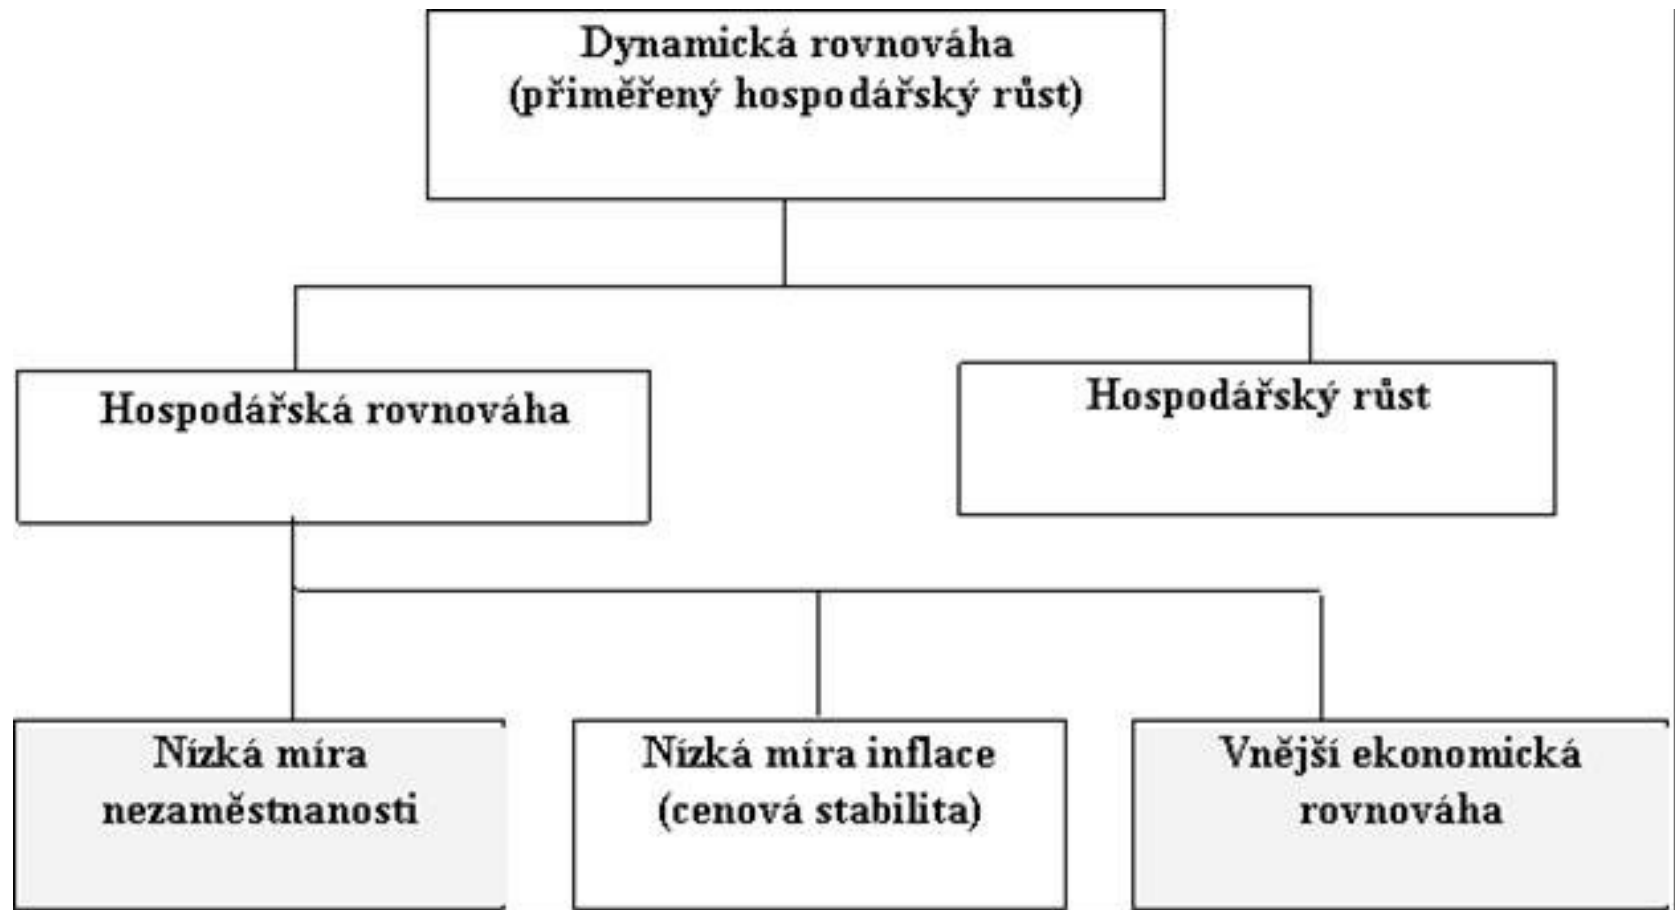 Dynamická rovnováha
(přiměřený hospodářský růst)
Hospodářská rovnováha
Hospodářský růst
Nízká míra
nezaměstnanosti
Nízká míra inflace
(cenová stabilita)
Vnější ekonomická
rovnováha